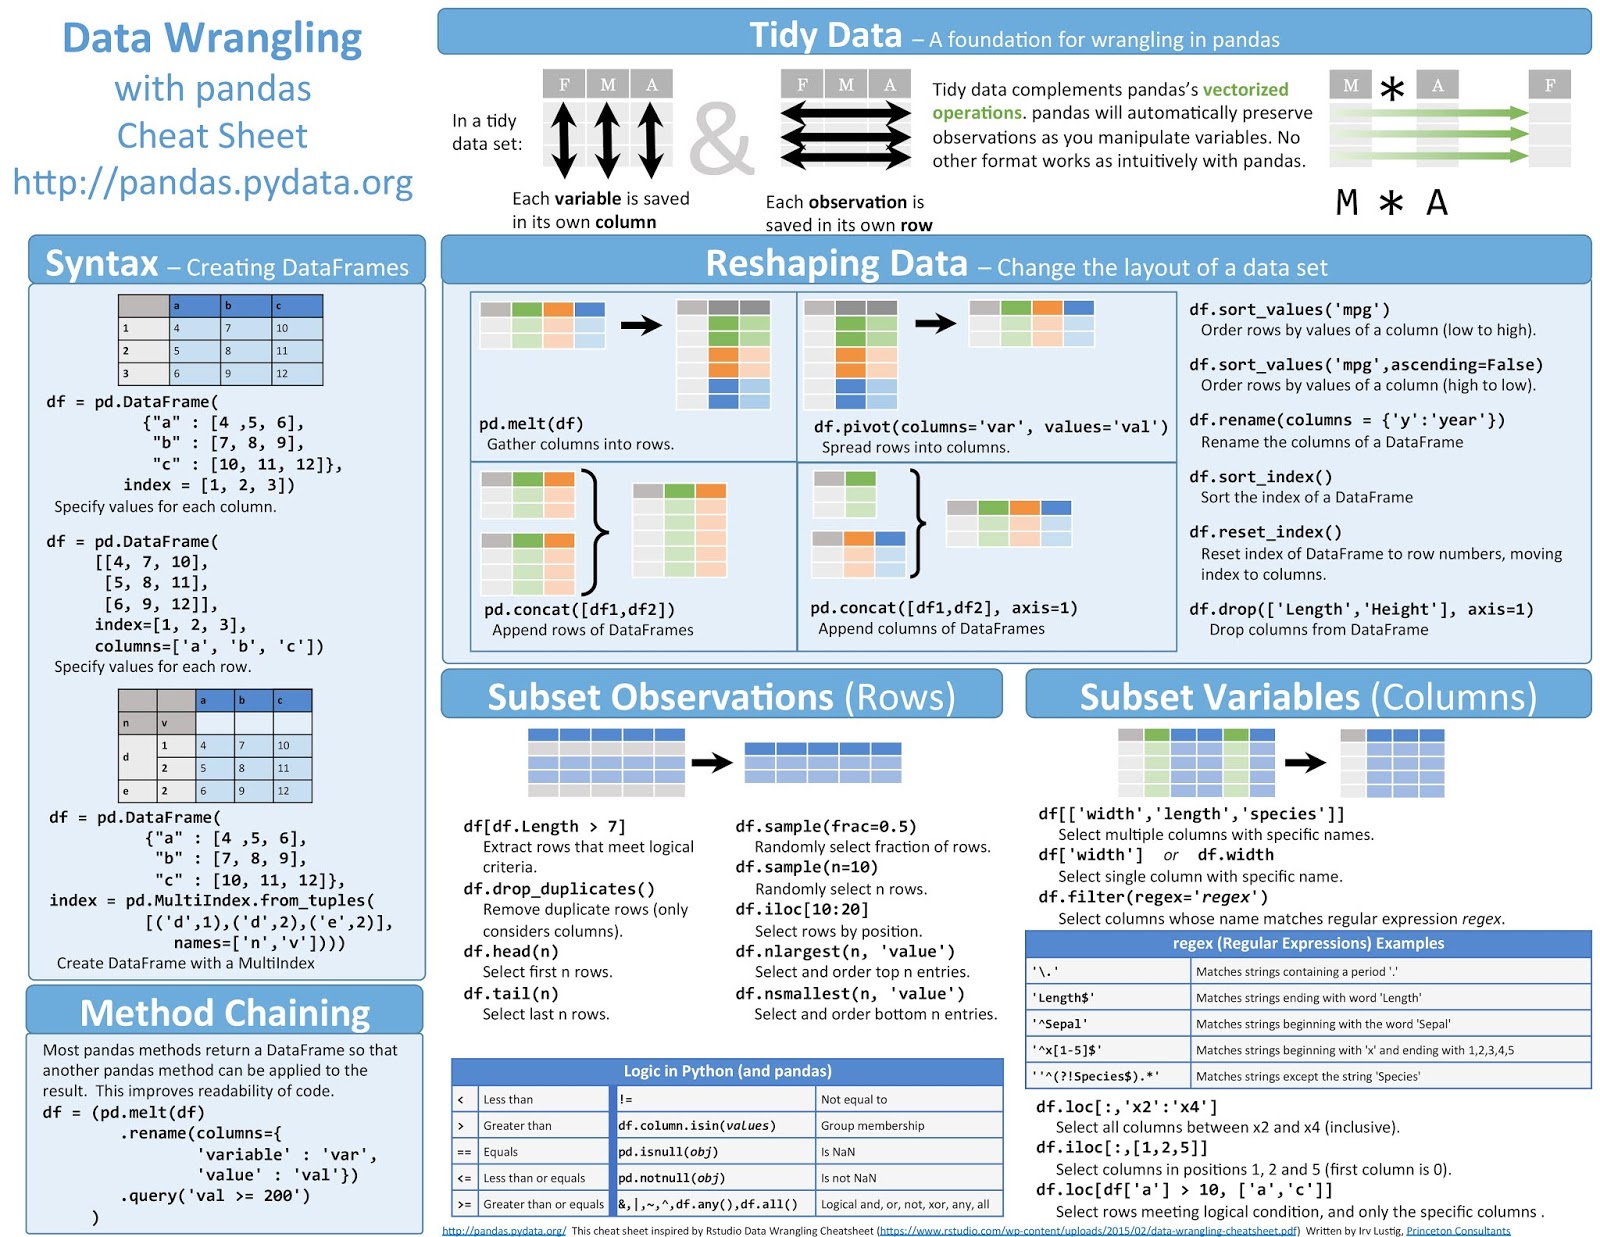 Data Wrangling
with pandas
Cheat Sheet
http://pandas.pydata.org
Tidy Data – A foundation for wrangling in pandas
In a tidy
data set:
F M A
Each variable is saved
in its own column
&
F M A
Each observation is
saved in its own row
Tidy data complements pandas's vectorized
operations. pandas will automatically preserve
observations as you manipulate variables. No
other format works as intuitively with pandas.
M * A F
M * A
Syntax – Creating DataFrames
a b c
1 4 7 10
2 5 8 11
3 6 9 12
df = pd.DataFrame(
{"a" : [4 ,5, 6],
"b" : [7, 8, 9],
"c" : [10, 11, 12]},
index = [1, 2, 3])
Specify values for each column.
df = pd.DataFrame(
[[4, 7, 10],
[5, 8, 11],
[6, 9, 12]],
index=[1, 2, 3],
columns=['a', 'b', 'c'])
Specify values for each row.
a b c
n v
d 1 4 7 10
2 5 8 11
e 2 6 9 12
df = pd.DataFrame(
{"a" : [4 ,5, 6],
"b" : [7, 8, 9],
"c" : [10, 11, 12]},
index = pd.MultiIndex.from_tuples(
[('d',1),('d',2),('e',2)],
names=['n','v'])))
Create DataFrame with a MultiIndex
Method Chaining
Most pandas methods return a DataFrame so that
another pandas method can be applied to the
result. This improves readability of code.
df = (pd.melt(df)
.rename(columns={
'variable' : 'var',
'value' : 'val'})
.query('val >= 200')
)
Reshaping Data – Change the layout of a data set
pd.melt(df)
Gather columns into rows.
df.pivot(columns='var', values='val')
Spread rows into columns.
pd.concat([df1,df2])
Append rows of DataFrames
pd.concat([df1,df2], axis=1)
Append columns of DataFrames
df.sort_values('mpg')
Order rows by values of a column (low to high).
df.sort_values('mpg',ascending=False)
Order rows by values of a column (high to low).
df.rename(columns = {'y':'year'})
Rename the columns of a DataFrame
df.sort_index()
Sort the index of a DataFrame
df.reset_index()
Reset index of DataFrame to row numbers, moving
index to columns.
df.drop(['Length','Height'], axis=1)
Drop columns from DataFrame
Subset Observations (Rows)
df[df.Length > 7]
Extract rows that meet logical
criteria.
df.drop_duplicates()
Remove duplicate rows (only
considers columns).
df.head(n)
Select first n rows.
df.tail(n)
Select last n rows.
df.sample(frac=0.5)
Randomly select fraction of rows.
df.sample(n=10)
Randomly select n rows.
df.iloc[10:20]
Select rows by position.
df.nlargest(n, 'value')
Select and order top n entries.
df.nsmallest(n, 'value')
Select and order bottom n entries.
Logic in Python (and pandas)
< Less than != Not equal to
> Greater than df.column.isin(values) Group membership
== Equals pd.isnull(obj) Is NaN
<= Less than or equals pd.notnull(obj) Is not NaN
>= Greater than or equals &,|,~,^,df.any(),df.all() Logical and, or, not, xor, any, all
Subset Variables (Columns)
df[['width','length','species']]
Select multiple columns with specific names.
df['width'] or df.width
Select single column with specific name.
df.filter(regex='regex')
Select columns whose name matches regular expression regex.
regex (Regular Expressions) Examples
'\.' Matches strings containing a period '.'
'Length$' Matches strings ending with word 'Length'
'^Sepal' Matches strings beginning with the word 'Sepal'
'^x[1-5]$' Matches strings beginning with 'x' and ending with 1,2,3,4,5
''^(?!Species$).*' Matches strings except the string 'Species'
df.loc[:,'x2':'x4']
Select all columns between x2 and x4 (inclusive).
df.iloc[:,[1,2,5]]
Select columns in positions 1, 2 and 5 (first column is 0).
df.loc[df['a'] > 10, ['a','c']]
Select rows meeting logical condition, and only the specific columns .
http://pandas.pydata.org/ This cheat sheet inspired by Rstudio Data Wrangling Cheatsheet (https://www.rstudio.com/wp-content/uploads/2015/02/data-wrangling-cheatsheet.pdf) Written by Irv Lustig, Princeton Consultants